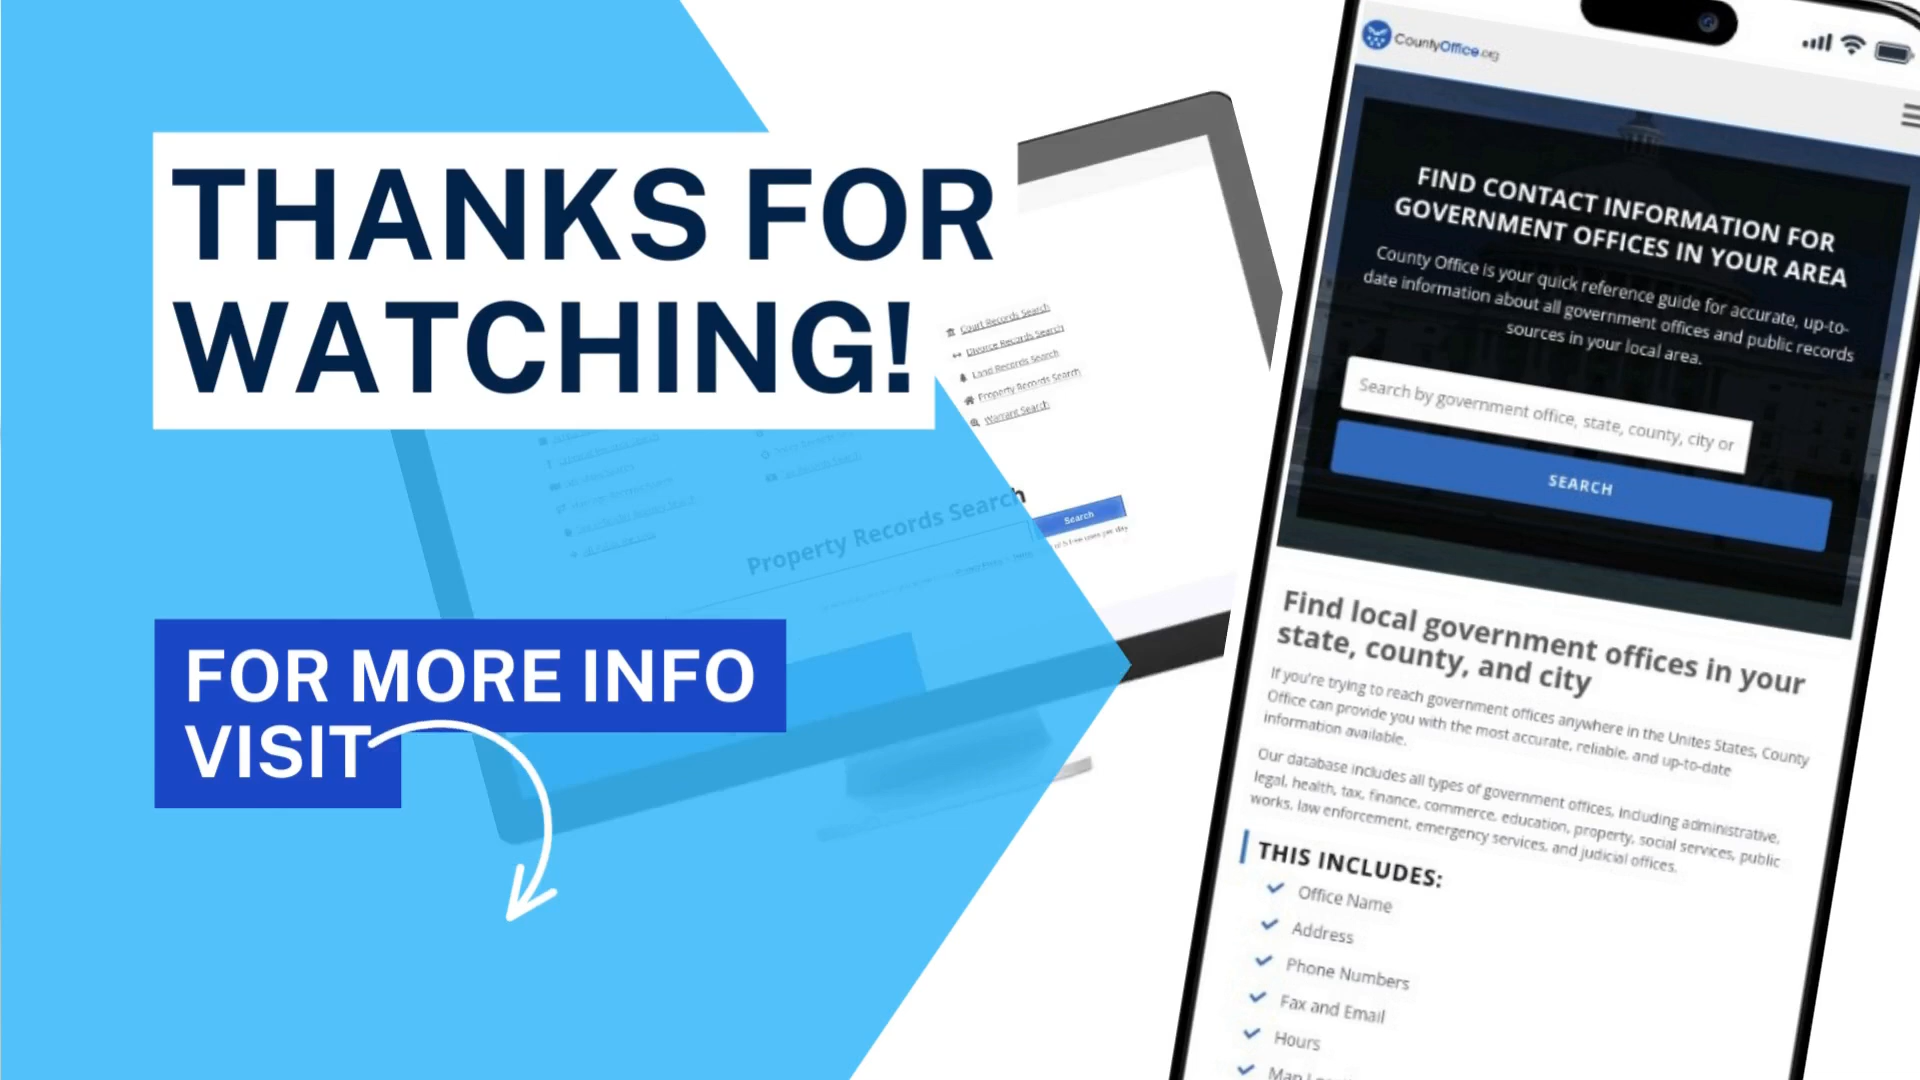 THANKS FOR
WATCHING!
FOR MORE INFO
VISIT
Court Records Search
Divorce Records Search
Land Records Search
Property Records Search
Warrant Search
Property Records Search
Search
CountyOffice.org
FIND CONTACT INFORMATION FOR
GOVERNMENT OFFICES IN YOUR AREA
County Office is your quick reference guide for accurate, up-to-
date information about all government offices and public records
sources in your local area.
Search by government office, state, county, city or
SEARCH
Find local government offices in your
state, county, and city
If you're trying to reach government offices anywhere in the Unites States, County
Office can provide you with the most accurate, reliable, and up-to-date
information available.
Our database includes all types of government offices, including administrative,
legal, health, tax, finance, commerce, education, property, social services, public
works, law enforcement, emergency services, and judicial offices.
THIS INCLUDES:
Office Name
Address
Phone Numbers
Fax and Email
Hours